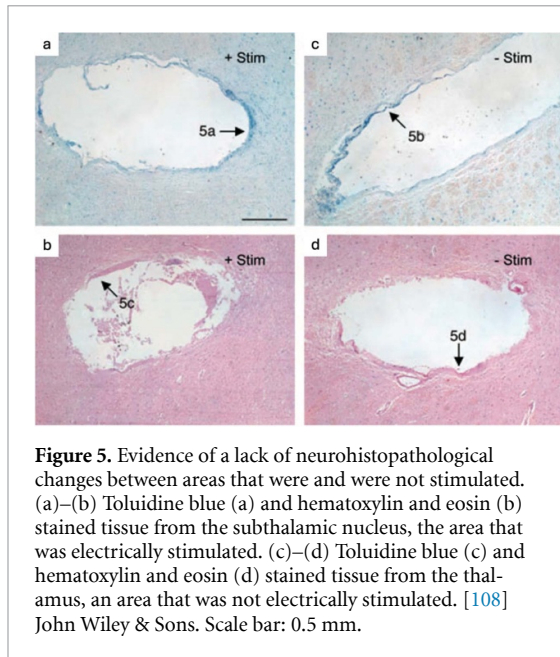 a
+ Stim
5a
c
- Stim
5b
b
+ Stim
5c
d
- Stim
5d
Figure 5. Evidence of a lack of neurohistopathological
changes between areas that were and were not stimulated.
(a)–(b) Toluidine blue (a) and hematoxylin and eosin (b)
stained tissue from the subthalamic nucleus, the area that
was electrically stimulated. (c)–(d) Toluidine blue (c) and
hematoxylin and eosin (d) stained tissue from the thal-
amus, an area that was not electrically stimulated. [108]
John Wiley & Sons. Scale bar: 0.5 mm.